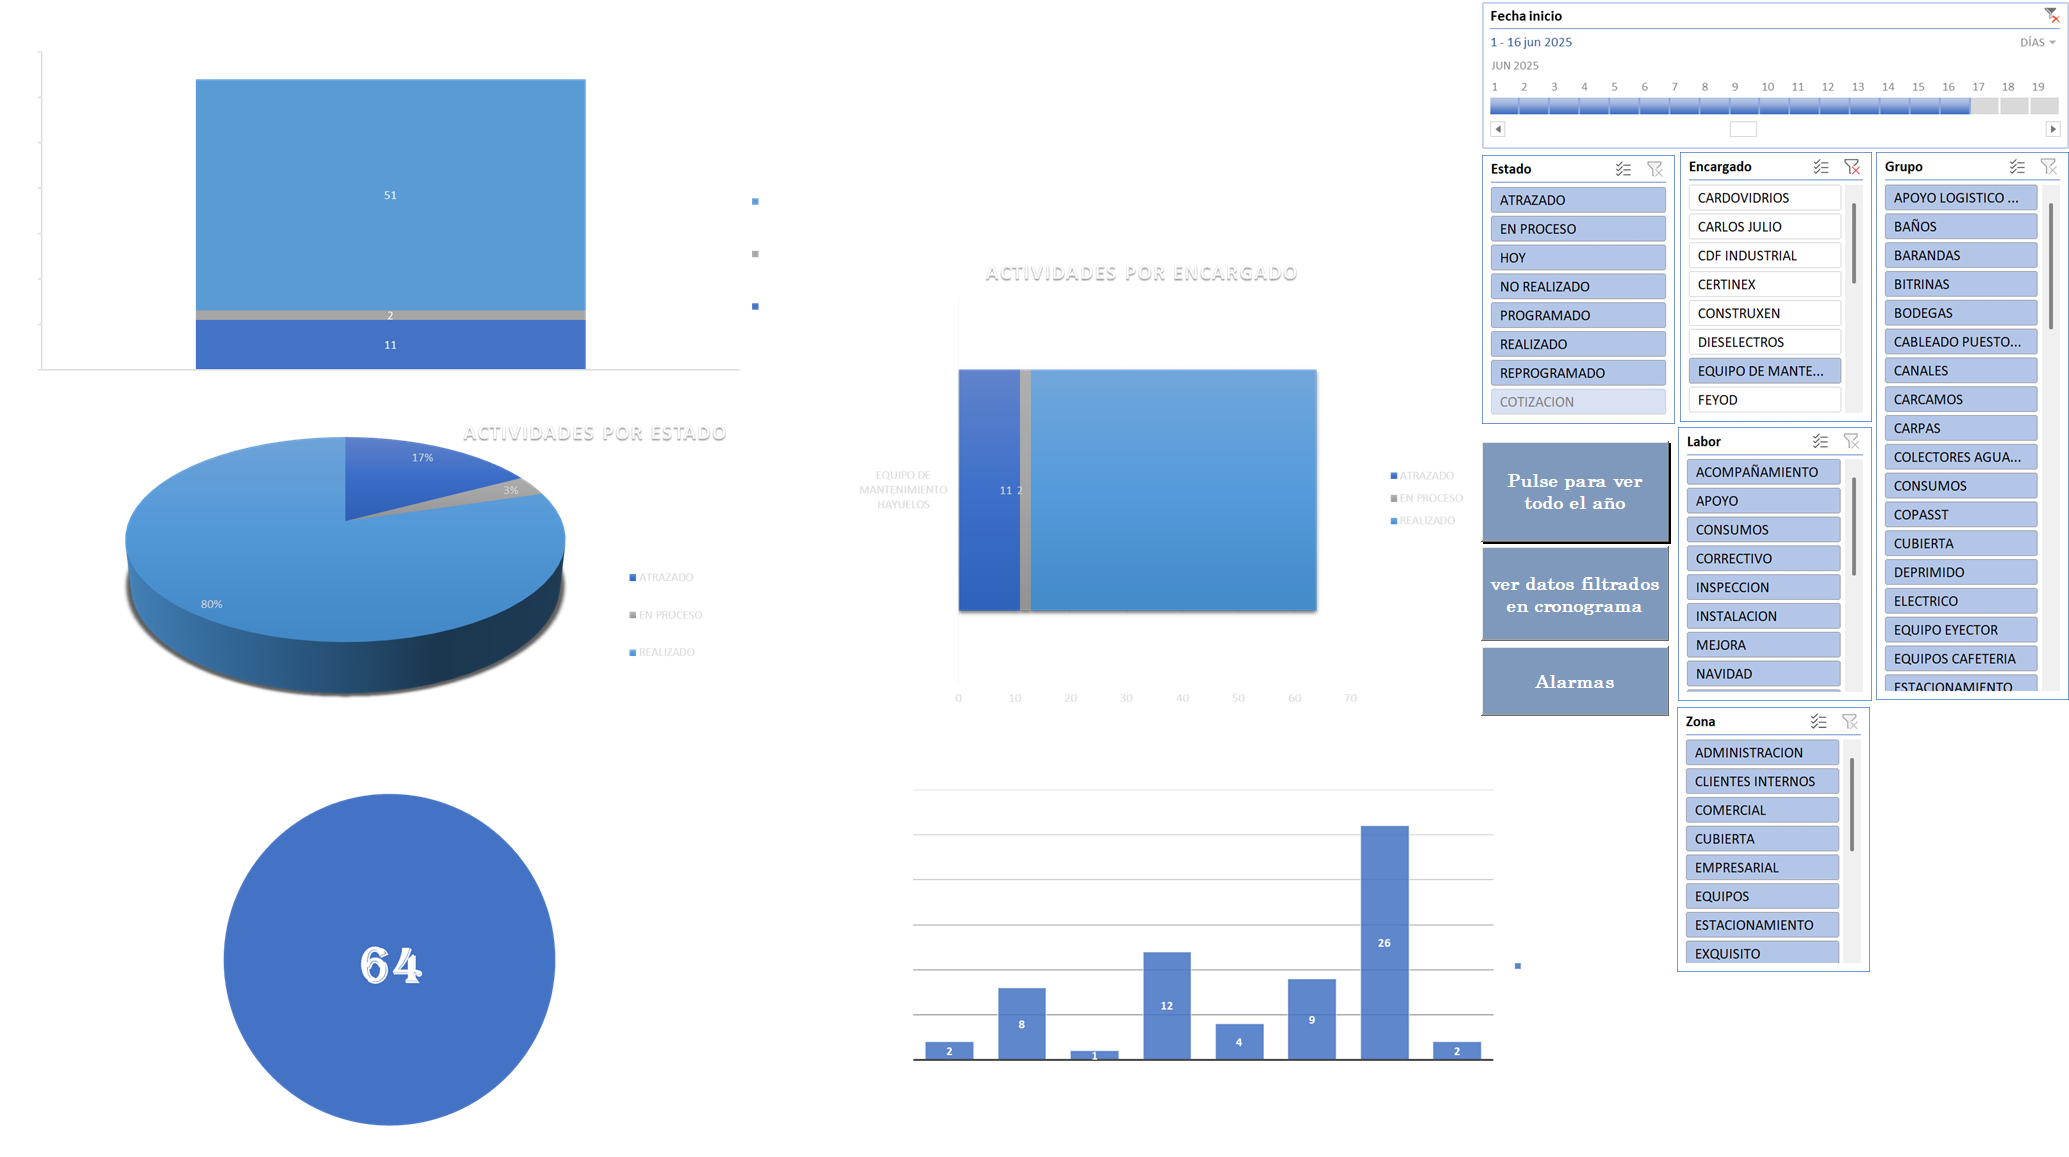 51
2
11
ACTIVIDADES POR ESTADO
17%
3%
80%
ATRAZADO
EN PROCESO
REALIZADO
64
ACTIVIDADES POR ENCARGADO
EQUIPO DE
MANTENIMIENTO
HAYUELOS
11 2
ATRAZADO
EN PROCESO
REALIZADO
0 10 20 30 40 50 60 70
2 8 1 12 4 9 26 2
Fecha inicio
1 - 16 jun 2025
DÍAS
JUN 2025
1 2 3 4 5 6 7 8 9 10 11 12 13 14 15 16 17 18 19
Estado
ATRAZADO
EN PROCESO
HOY
NO REALIZADO
PROGRAMADO
REALIZADO
REPROGRAMADO
COTIZACION
Encargado
CARDOVIDRIOS
CARLOS JULIO
CDF INDUSTRIAL
CERTINEX
CONSTRUXEN
DIESELECTROS
EQUIPO DE MANTE...
FEYOD
Grupo
APOYO LOGISTICO ...
BAÑOS
BARANDAS
BITRINAS
BODEGAS
CABLEADO PUESTO...
CANALES
CARCAMOS
CARPAS
COLECTORES AGUA...
CONSUMOS
COPASST
CUBIERTA
DEPRIMIDO
ELECTRICO
EQUIPO EYECTOR
EQUIPOS CAFETERIA
ESTACIONAMIENTO
Pulse para ver
todo el año
ver datos filtrados
en cronograma
Alarmas
Labor
ACOMPAÑAMIENTO
APOYO
CONSUMOS
CORRECTIVO
INSPECCION
INSTALACION
MEJORA
NAVIDAD
Zona
ADMINISTRACION
CLIENTES INTERNOS
COMERCIAL
CUBIERTA
EMPRESARIAL
EQUIPOS
ESTACIONAMIENTO
EXQUISITO